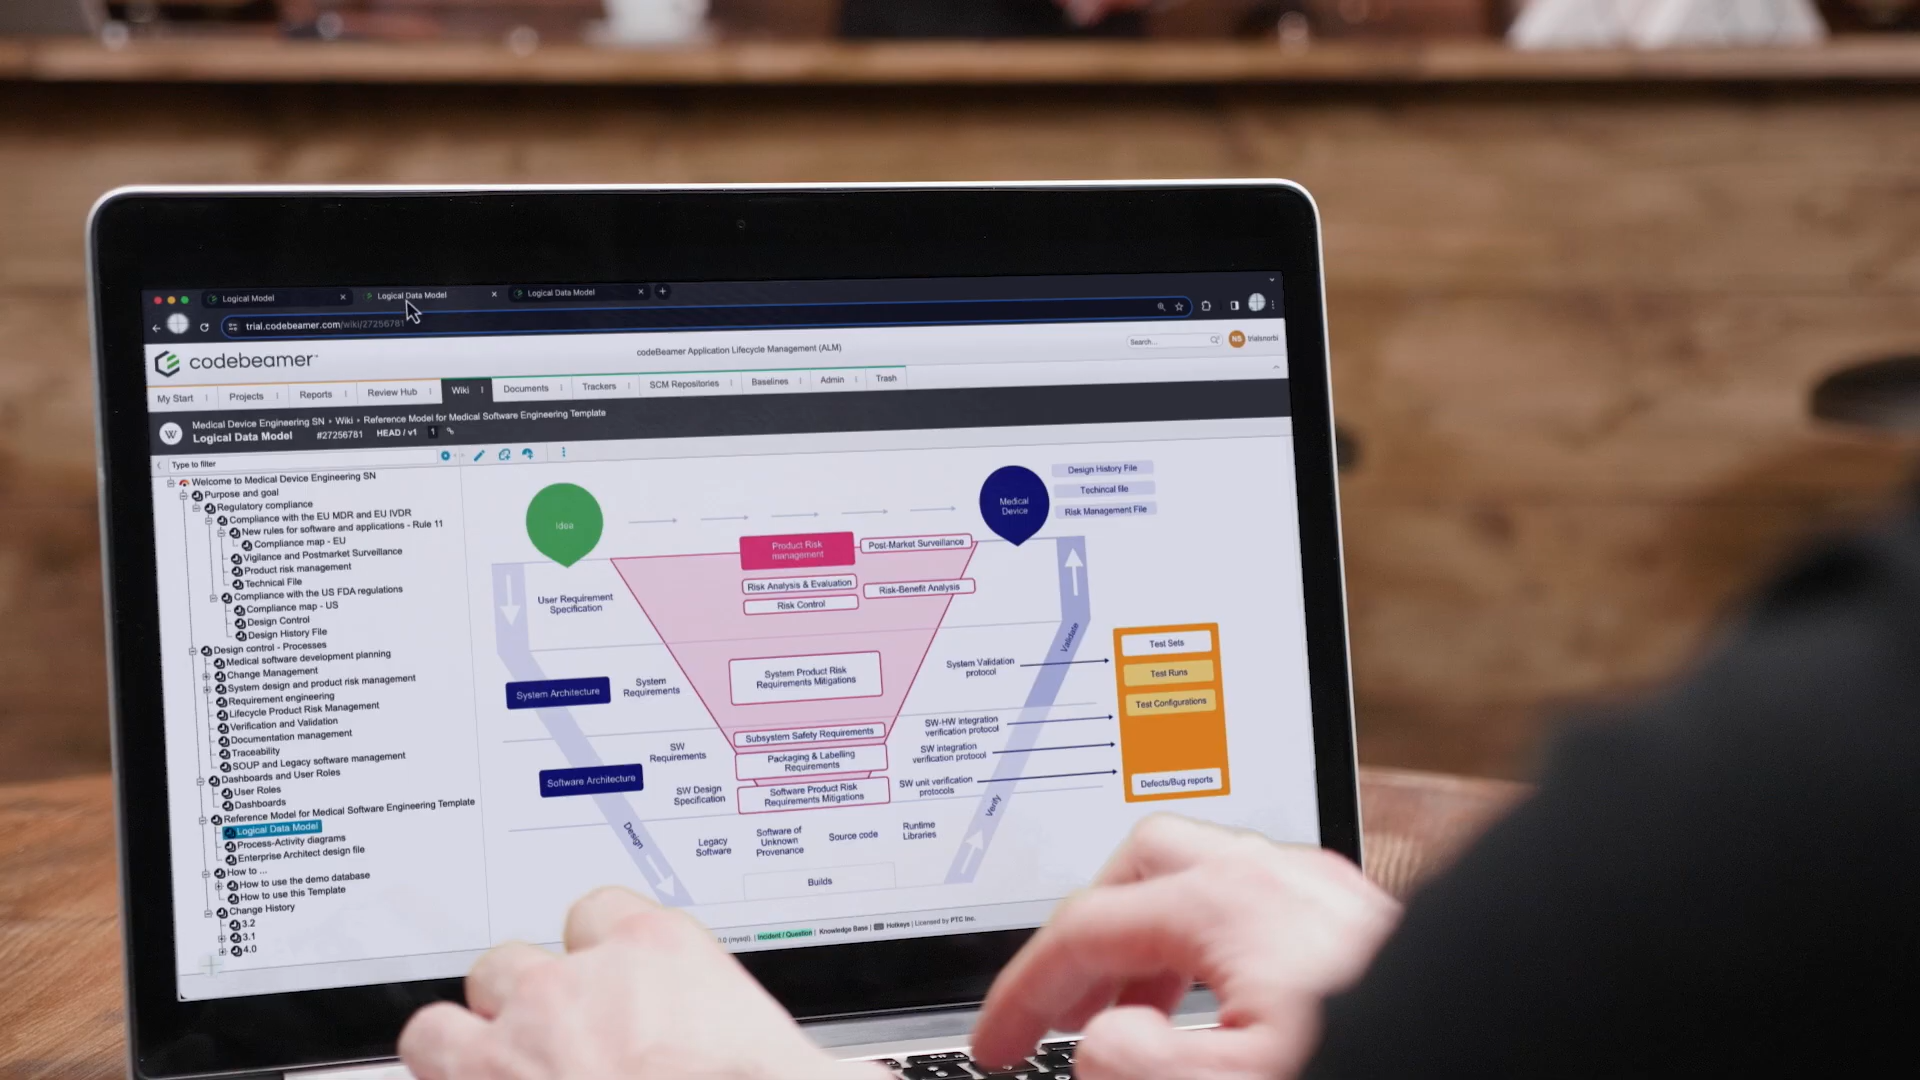 Logical Model
Logical Data Model
Logical Data Model
trial.codebeamer.com/wiki/27256781
codebeamer
codeBeamer Application Lifecycle Management (ALM)
Search...
NS
trialsnorbi
My Start
Projects
Reports
Review Hub
Wiki
Documents
Trackers
SCM Repositories
Baselines
Admin
Trash
W
Medical Device Engineering SN • Wiki • Reference Model for Medical Software Engineering Template
Logical Data Model #27256781 HEAD / v1 1
Type to filter
Welcome to Medical Device Engineering SN
Purpose and goal
Regulatory compliance
Compliance with the EU MDR and EU IVDR
New rules for software and applications - Rule 11
Compliance map - EU
Vigilance and Postmarket Surveillance
Product risk management
Technical File
Compliance with the US FDA regulations
Compliance map - US
Design Control
Design History File
Design control - Processes
Medical software development planning
Change Management
System design and product risk management
Requirement engineering
Lifecycle Product Risk Management
Verification and Validation
Documentation management
Traceability
SOUP and Legacy software management
Dashboards and User Roles
User Roles
Dashboards
Reference Model for Medical Software Engineering Template
Logical Data Model
Process-Activity diagrams
Enterprise Architect design file
How to ...
How to use the demo database
How to use this Template
Change History
3.2
3.1
4.0
Idea
Medical
Device
Design History File
Techincal file
Risk Management File
Product Risk
management
Post-Market Surveillance
Risk Analysis & Evaluation
Risk-Benefit Analysis
Risk Control
User Requirement
Specification
System Architecture
System
Requirements
System Product Risk
Requirements Mitigations
System Validation
protocol
Validate
Test Sets
Test Runs
Test Configurations
Defects/Bug reports
Subsystem Safety Requirements
SW-HW integration
verification protocol
SW
Requirements
Packaging & Labelling
Requirements
SW integration
verification protocol
Software Architecture
SW Design
Specification
Software Product Risk
Requirements Mitigations
SW unit verification
protocols
Design
Verify
Legacy
Software
Software of
Unknown
Provenance
Source code
Runtime
Libraries
Builds
(mysql). | Incident / Question | Knowledge Base | Hotkeys | Licensed by PTC Inc.